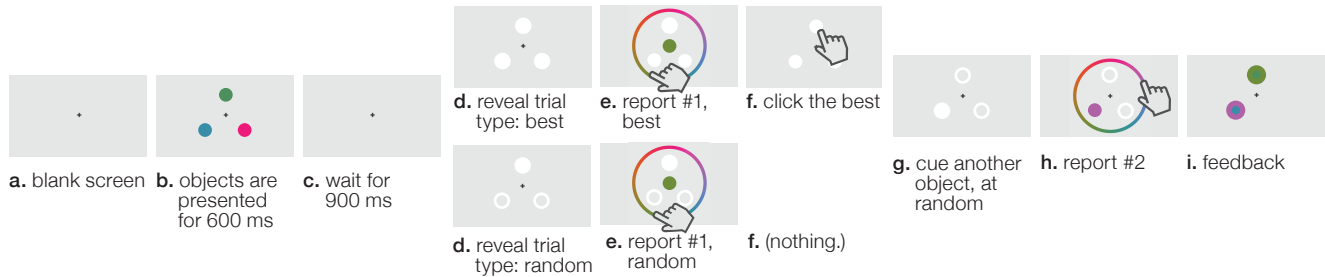 a. blank screen
b. objects are
presented
for 600 ms
c. wait for
900 ms
d. reveal trial
type: best
e. report #1,
best
f. click the best
d. reveal trial
type: random
e. report #1,
random
f. (nothing.)
g. cue another
object, at
random
h. report #2
i. feedback